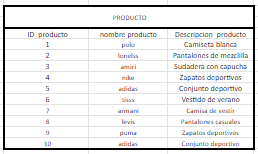 PRODUCTO
ID producto nombre producto Descripcion producto
1 polo Camiseta blanca
2 lonelss Pantalones de mezclilla
3 amiri Sudadera con capucha
4 nike Zapatos deportivos
5 adidas Conjunto deportivo
6 tisss Vestido de verano
7 armani Camisa de vestir
8 levis Pantalones casuales
9 puma Zapatos deportivos
10 adidas Conjunto deportivo